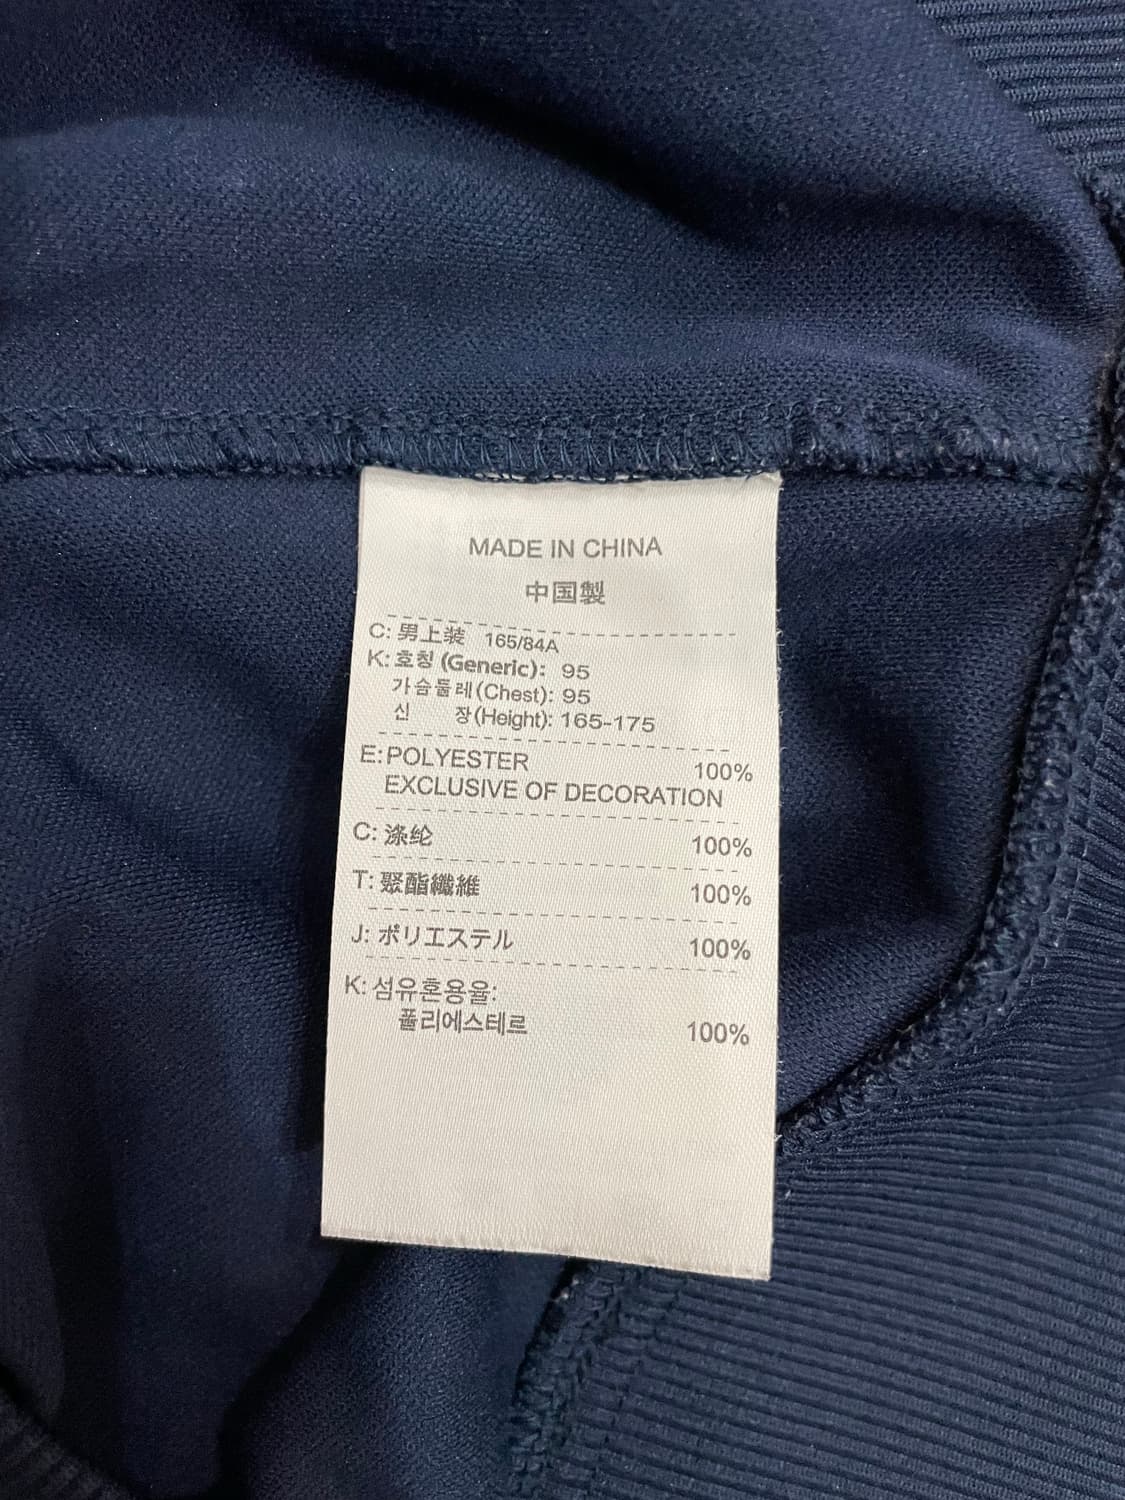 MADE IN CHINA
中国製
C: 男上装 165/84A
K: 호칭 (Generic): 95
가슴둘레(Chest): 95
신 장(Height): 165-175
E: POLYESTER 100%
EXCLUSIVE OF DECORATION
C: 涤纶 100%
T: 聚酯纖維 100%
J: ポリエステル 100%
K: 섬유혼용율:
폴리에스테르 100%